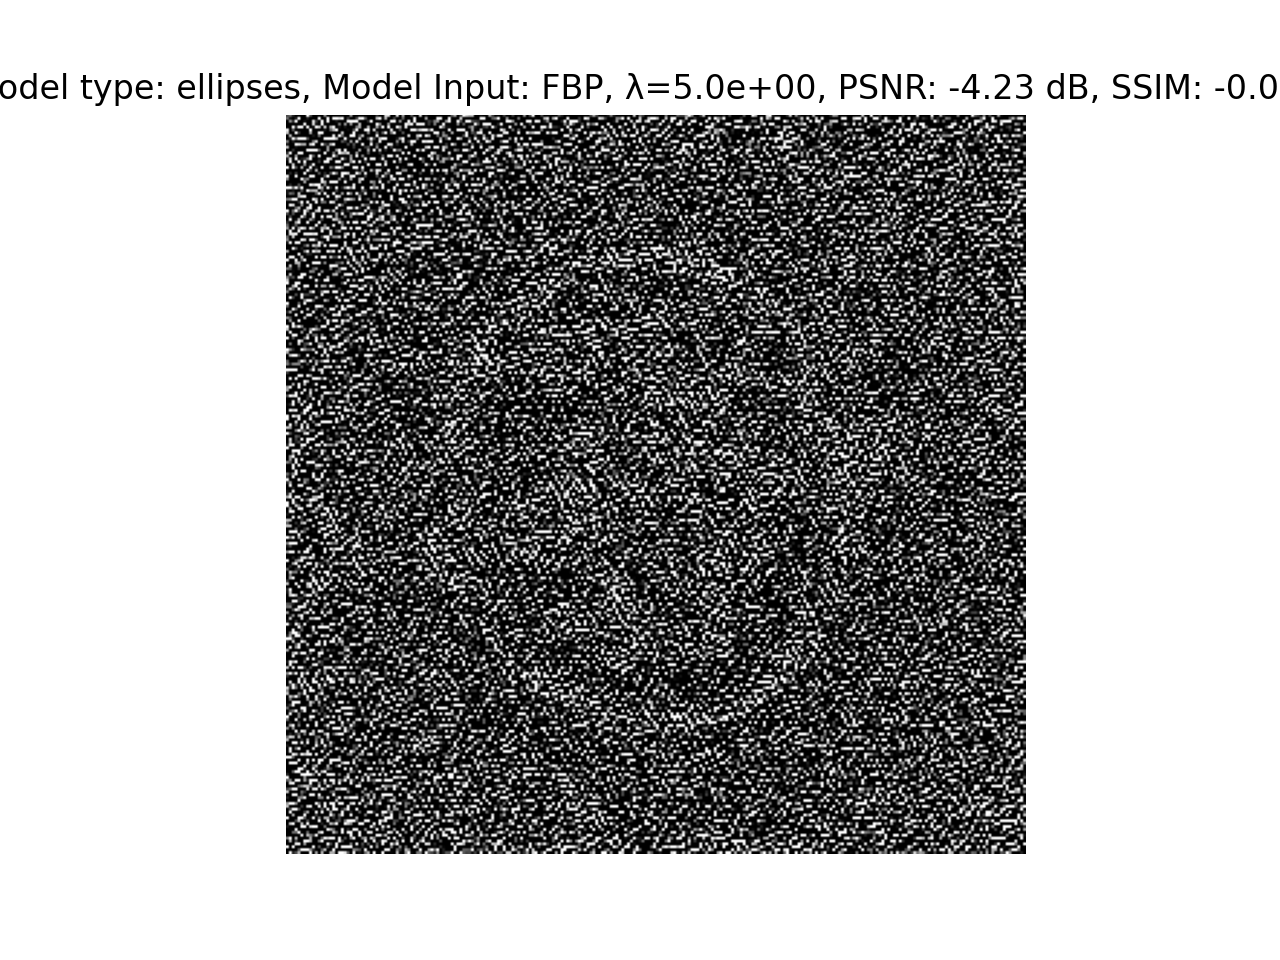 odel type: ellipses, Model Input: FBP, λ=5.0e+00, PSNR: -4.23 dB, SSIM: -0.0